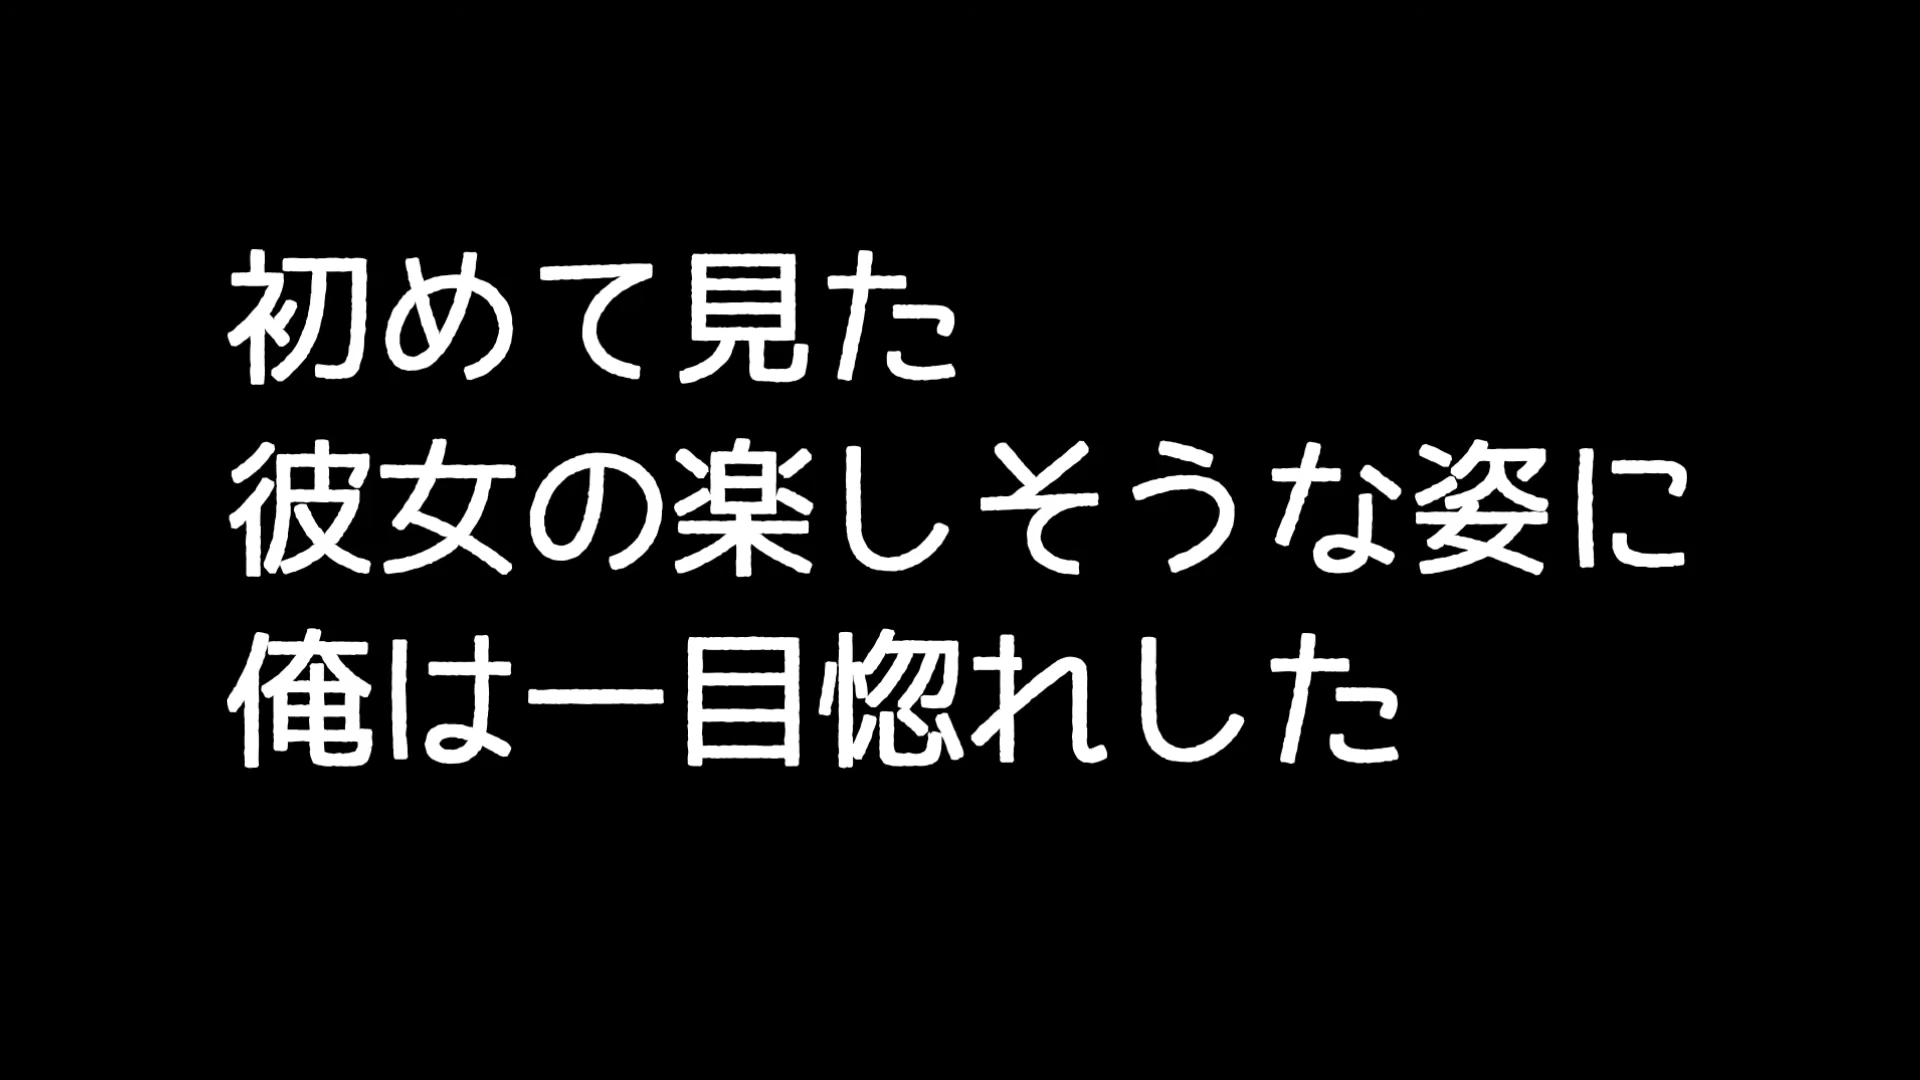 初めて見た
彼女の楽しそうな姿に
俺は一目惚れした